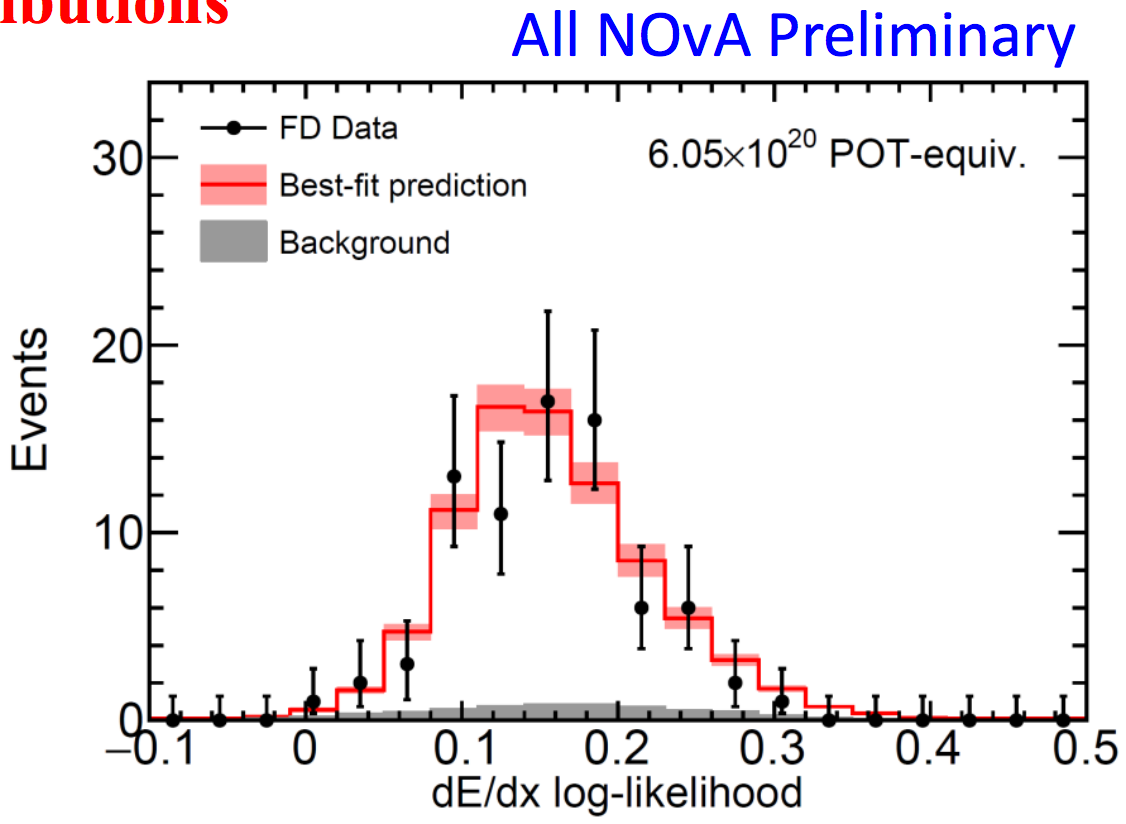 All NOvA Preliminary
FD Data
6.05×10²⁰ POT-equiv.
Best-fit prediction
Background
Events
30
20
10
0
−0.1 0 0.1 0.2 0.3 0.4 0.5
dE/dx log-likelihood